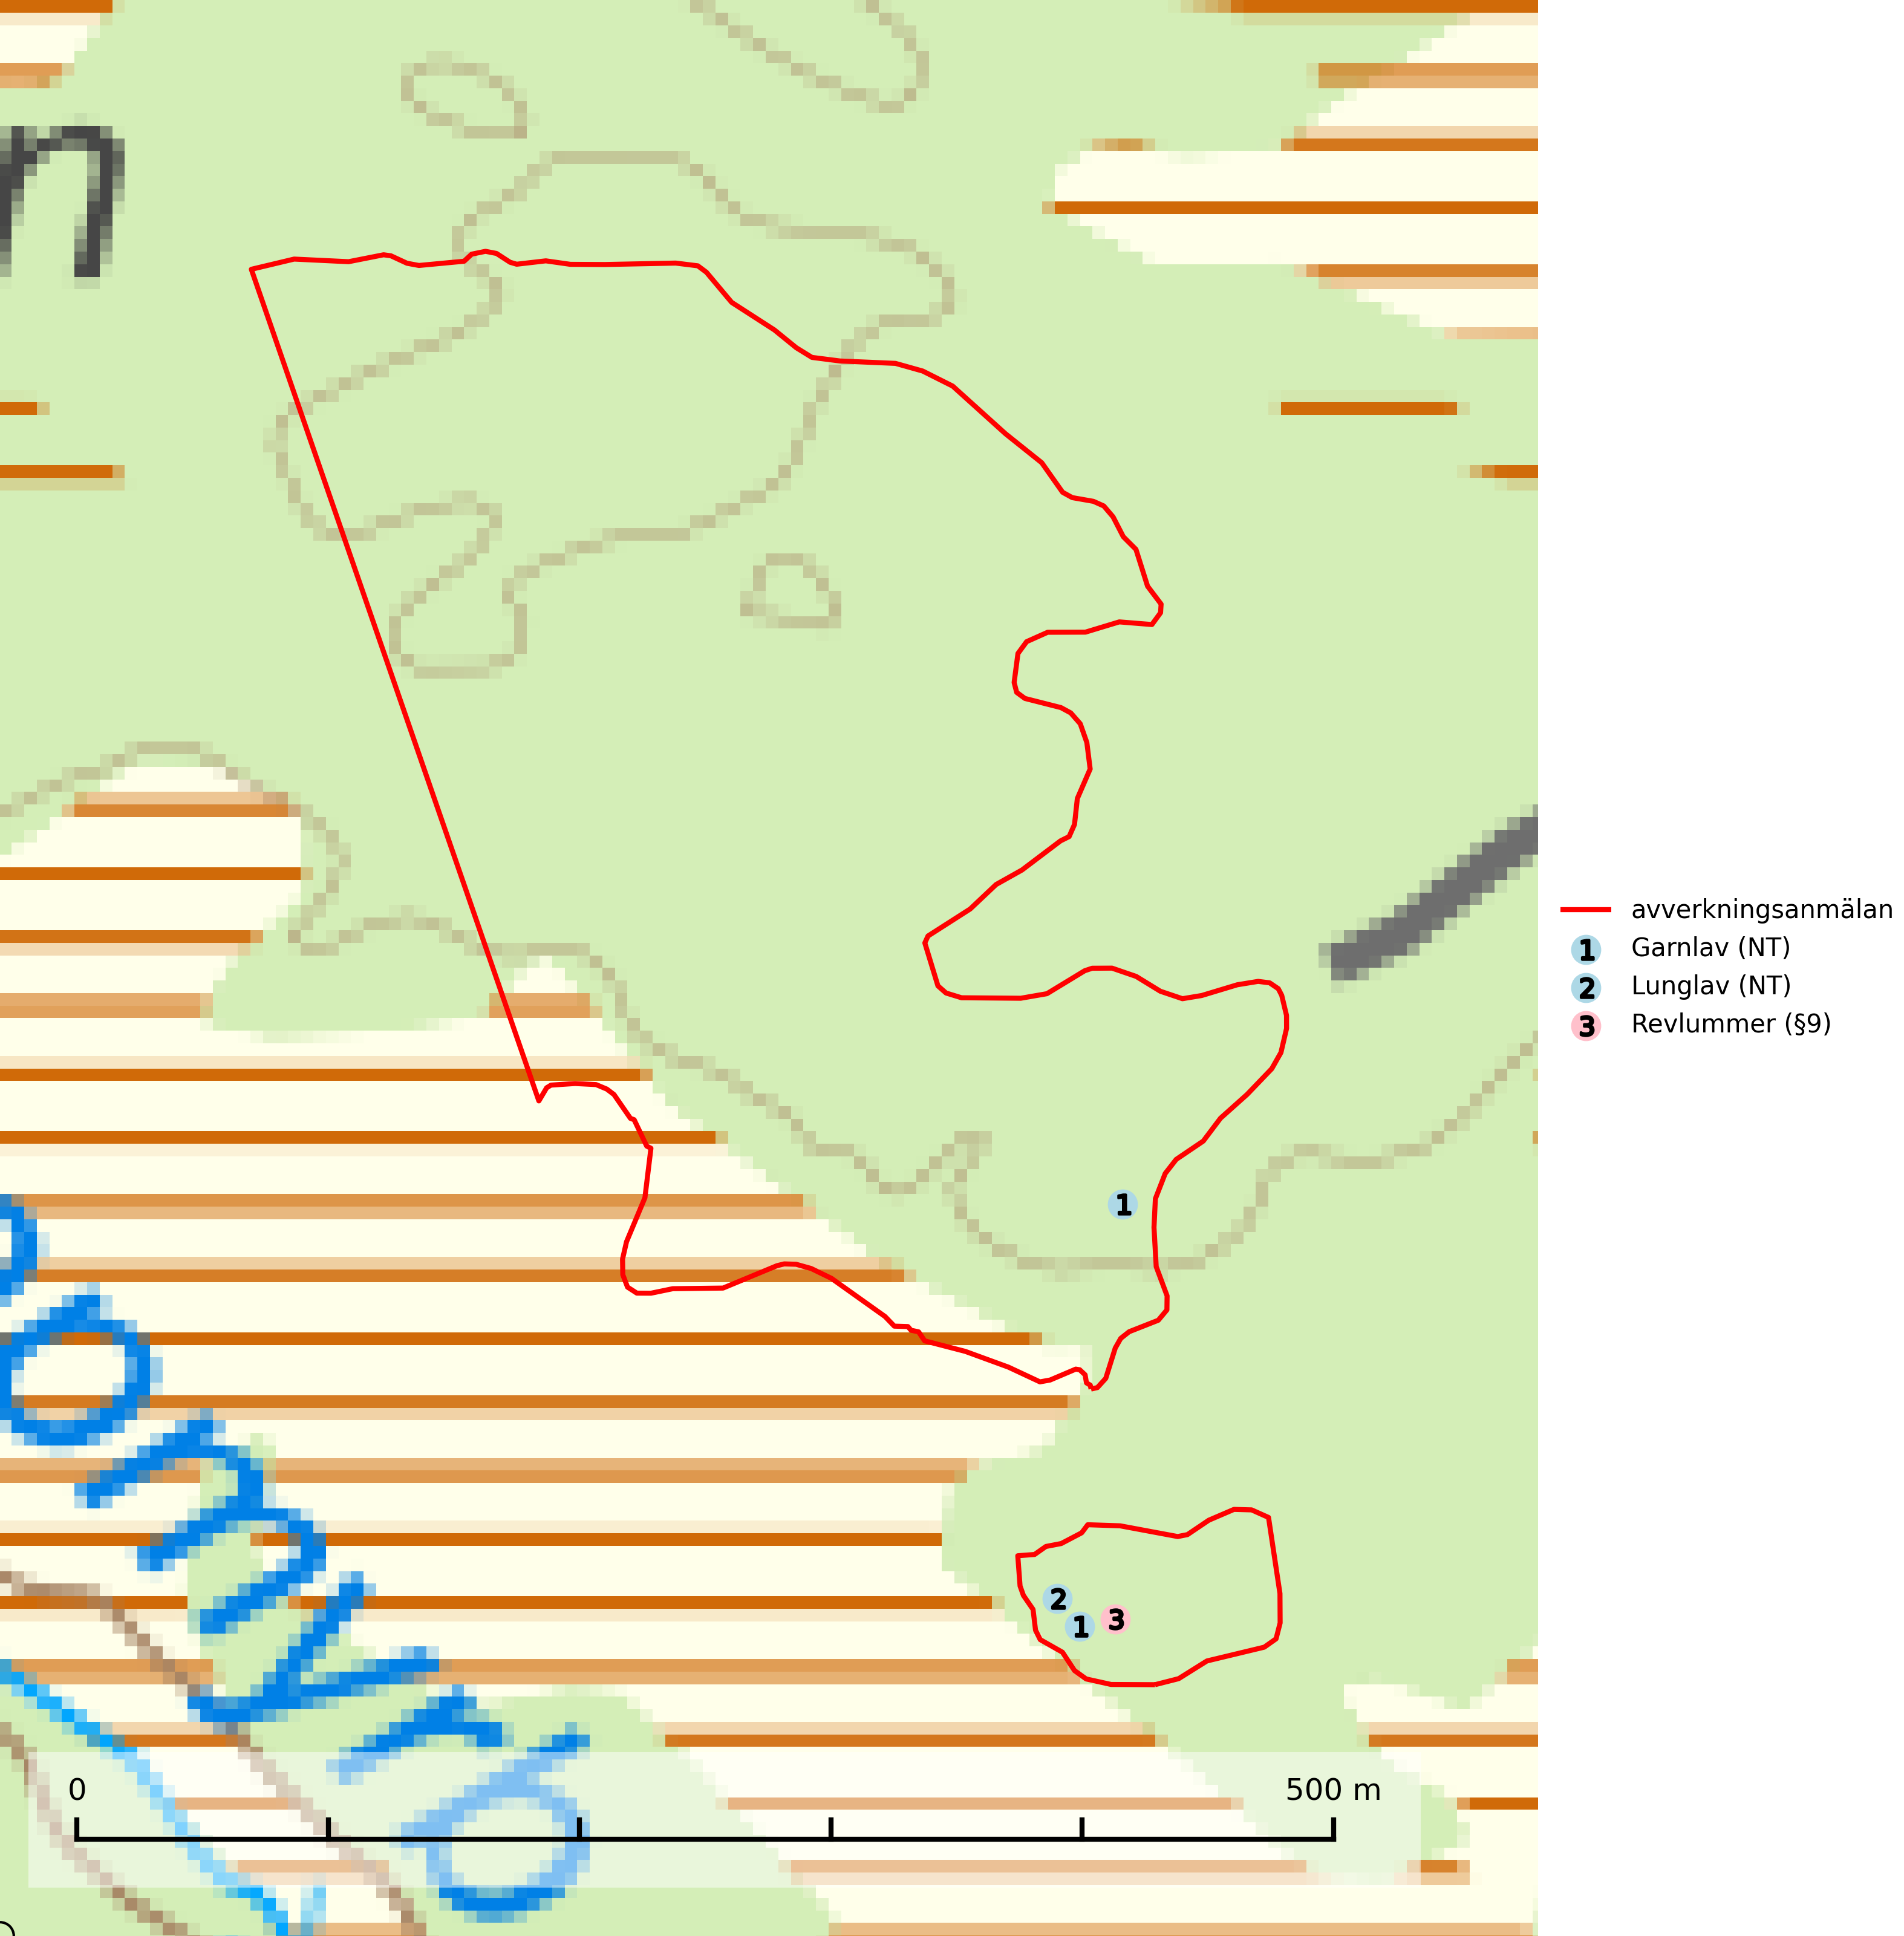 1
2
1
3
0
500 m
avverkningsanmälan
1 Garnlav (NT)
2 Lunglav (NT)
3 Revlummer (§9)